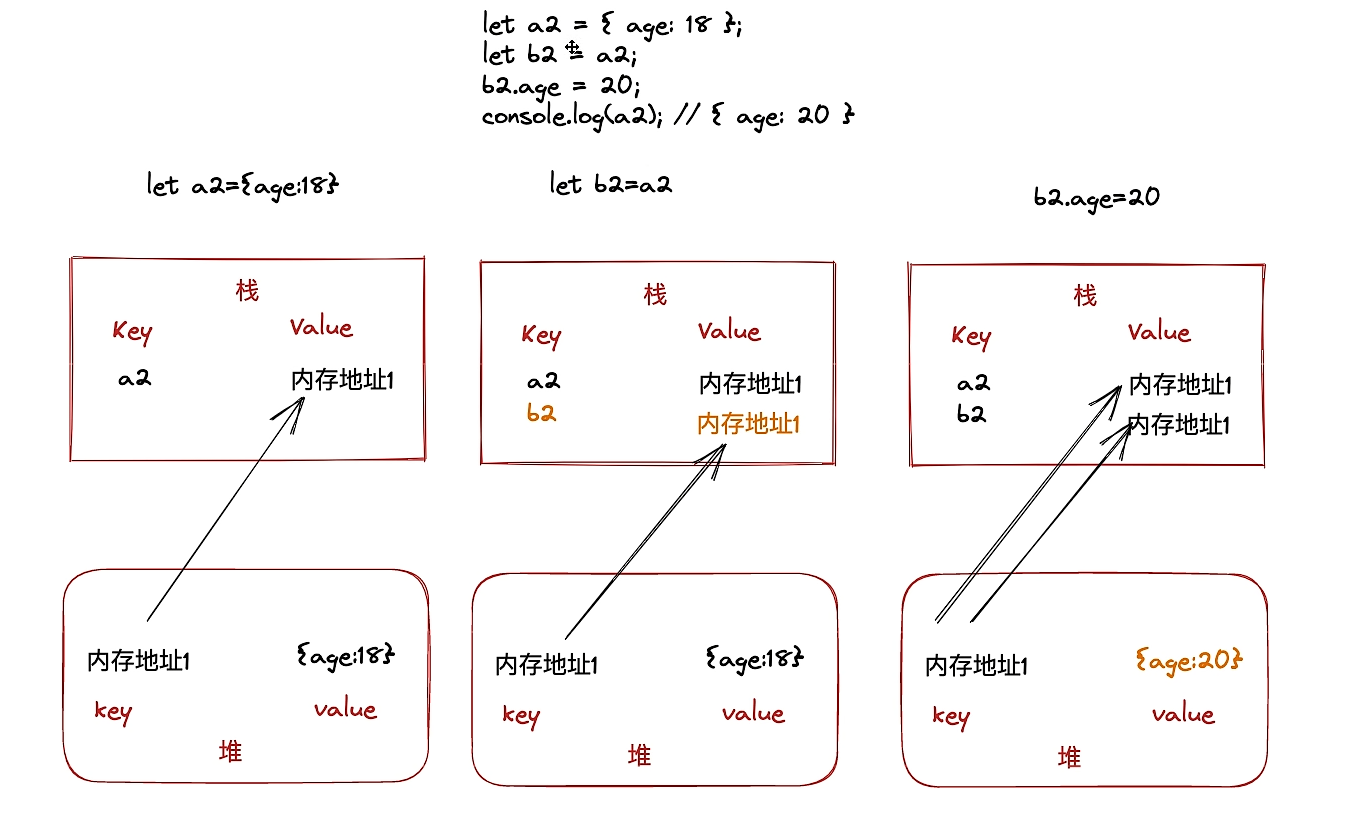 let a2 = { age: 18 };
let b2 = a2;
b2.age = 20;
console.log(a2); // { age: 20 }
let a2={age:18}
栈
Key Value
a2 内存地址1
内存地址1 {age:18}
key value
堆
let b2=a2
栈
Key Value
a2 内存地址1
b2 内存地址1
内存地址1 {age:18}
key value
堆
b2.age=20
栈
Key Value
a2 内存地址1
b2 内存地址1
内存地址1 {age:20}
key value
堆